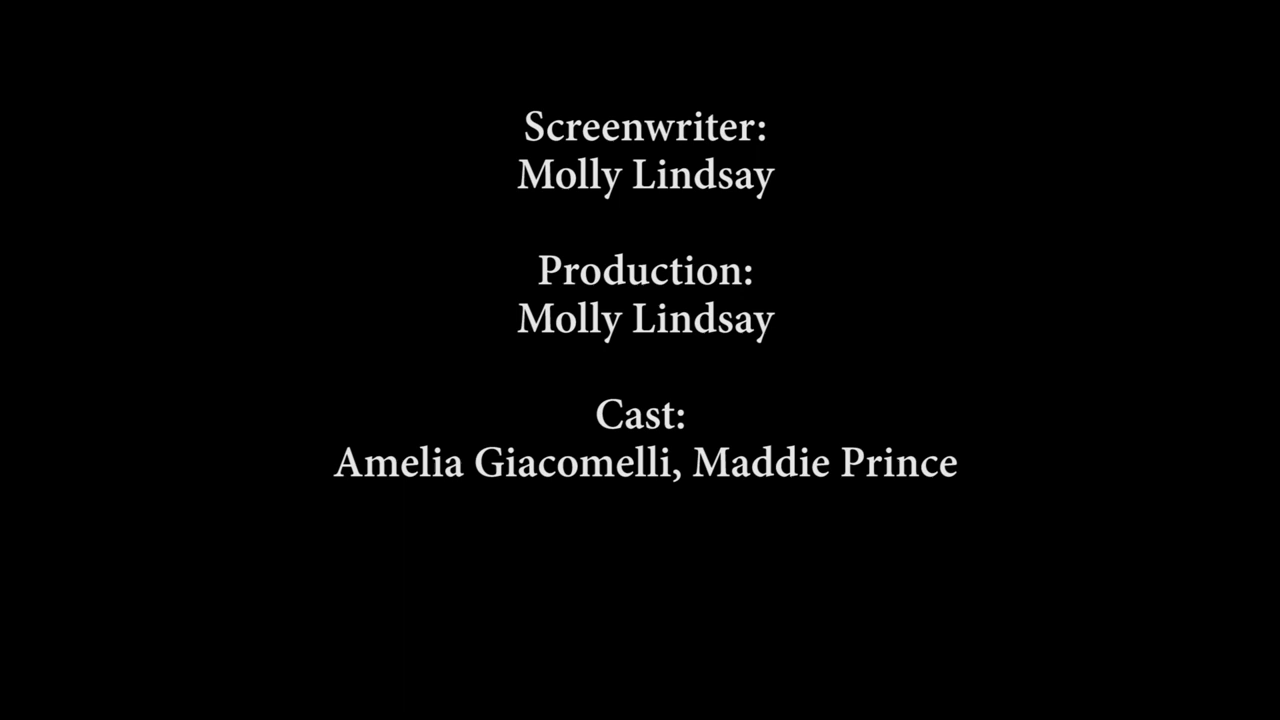 Screenwriter:
Molly Lindsay
Production:
Molly Lindsay
Cast:
Amelia Giacomelli, Maddie Prince